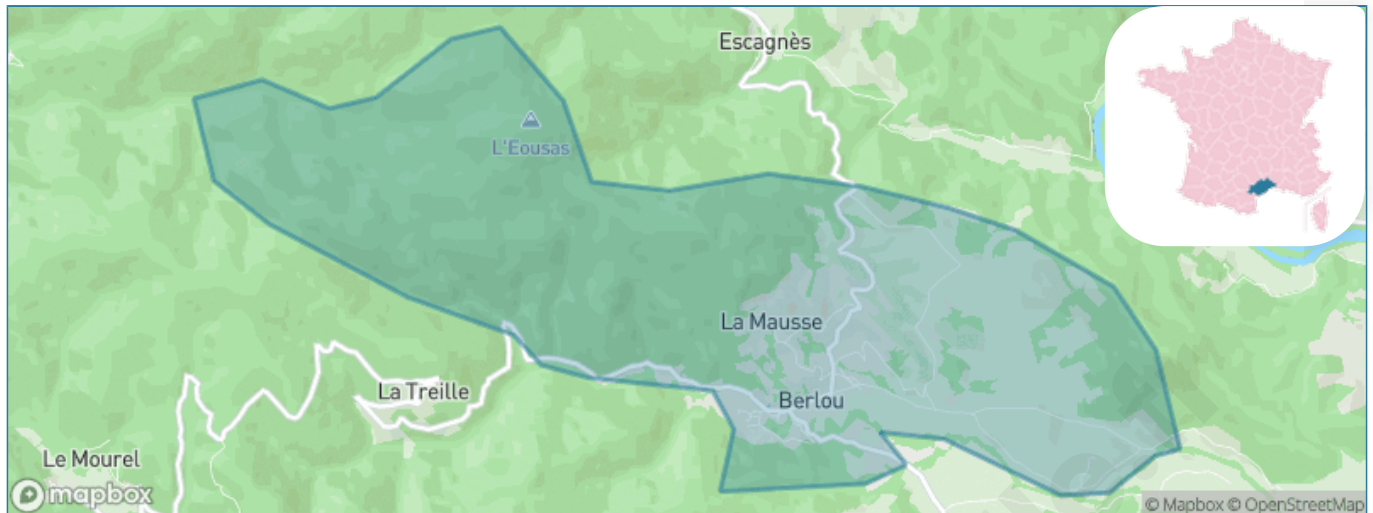 Escagnès
L'Eousas
La Mausse
La Treille
Berlou
Le Mourel
mapbox
© Mapbox © OpenStreetMap